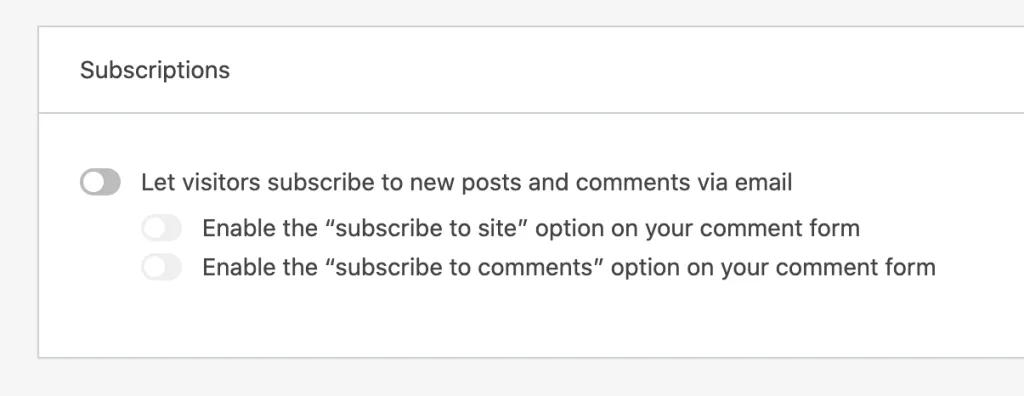 Subscriptions
Let visitors subscribe to new posts and comments via email
Enable the “subscribe to site” option on your comment form
Enable the “subscribe to comments” option on your comment form